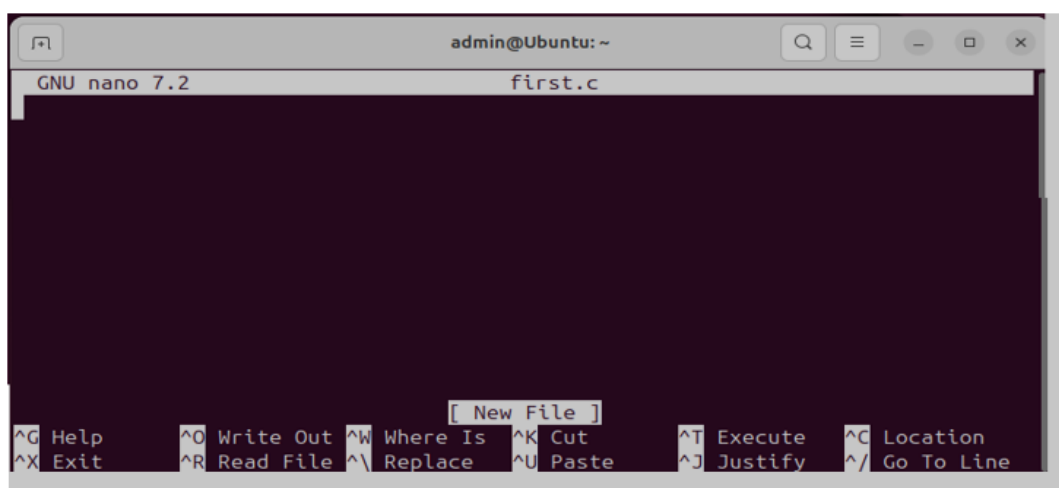 admin@Ubuntu: ~
GNU nano 7.2 first.c
[ New File ]
^G Help ^O Write Out ^W Where Is ^K Cut ^T Execute ^C Location
^X Exit ^R Read File ^\ Replace ^U Paste ^J Justify ^/ Go To Line